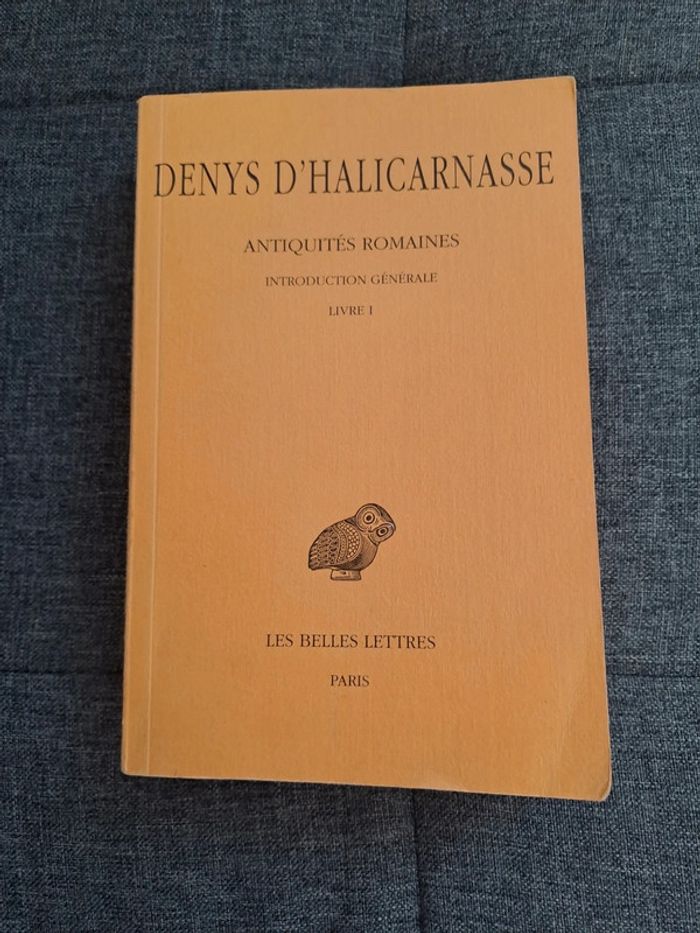 DENYS D'HALICARNASSE
ANTIQUITÉS ROMAINES
INTRODUCTION GÉNÉRALE
LIVRE I
LES BELLES LETTRES
PARIS